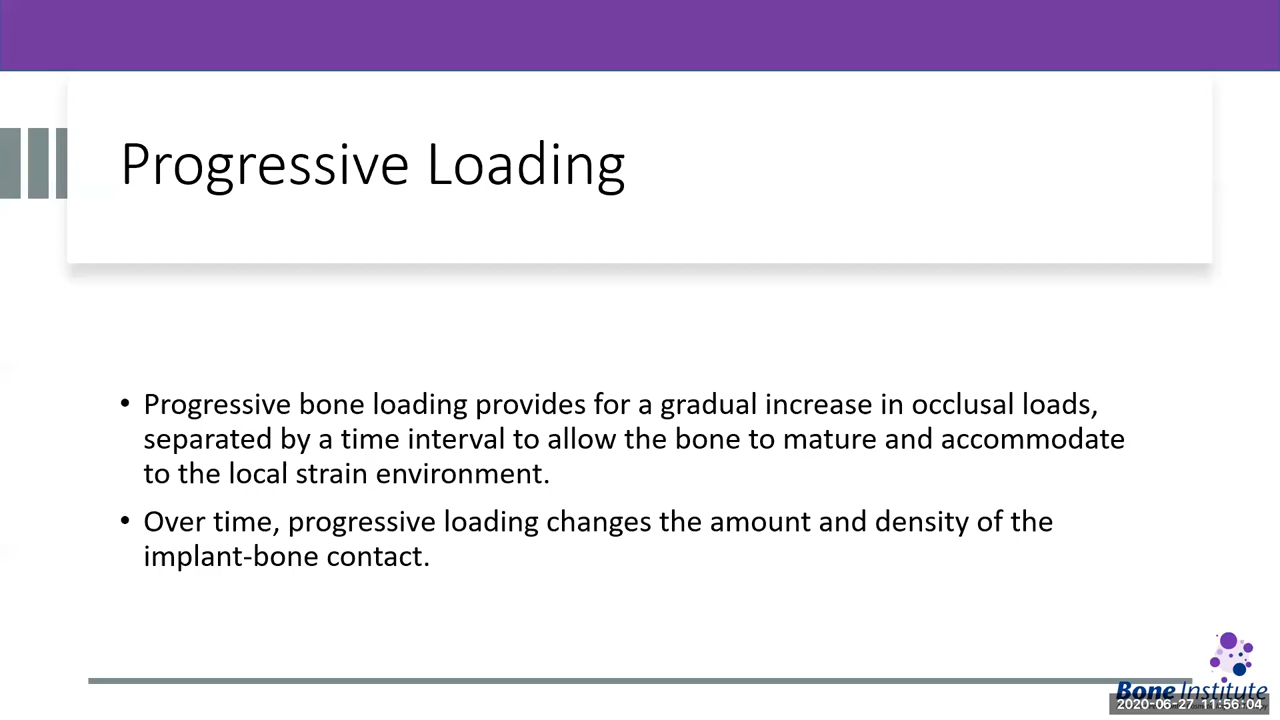 Progressive Loading
• Progressive bone loading provides for a gradual increase in occlusal loads,
separated by a time interval to allow the bone to mature and accommodate
to the local strain environment.
• Over time, progressive loading changes the amount and density of the
implant-bone contact.
Bone Institute
2020-06-27 11:56:04